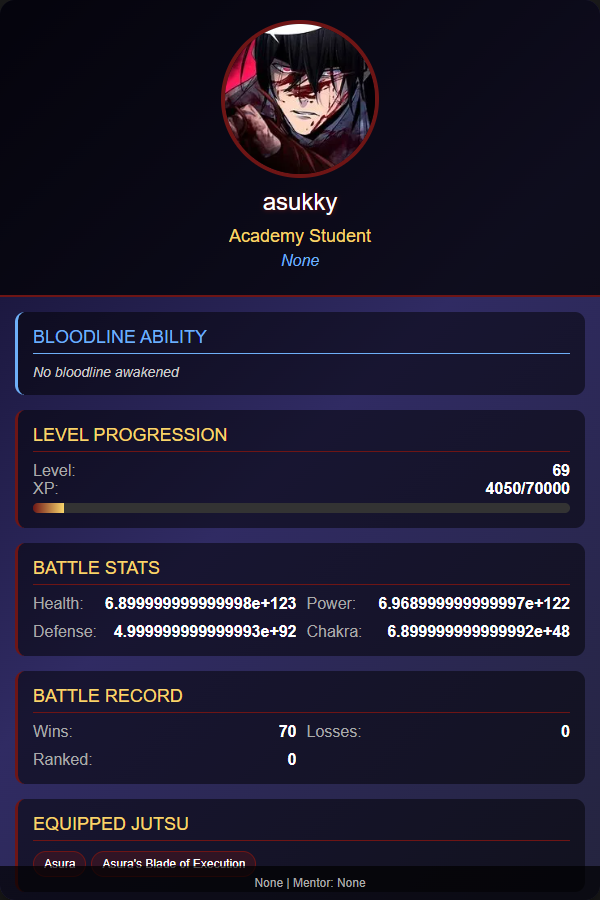 asukky
Academy Student
None
BLOODLINE ABILITY
No bloodline awakened
LEVEL PROGRESSION
Level: 69
XP: 4050/70000
BATTLE STATS
Health: 6.899999999999998e+123 Power: 6.968999999999997e+122
Defense: 4.999999999999993e+92 Chakra: 6.899999999999992e+48
BATTLE RECORD
Wins: 70 Losses: 0
Ranked: 0
EQUIPPED JUTSU
Asura Asura's Blade of Execution
None | Mentor: None